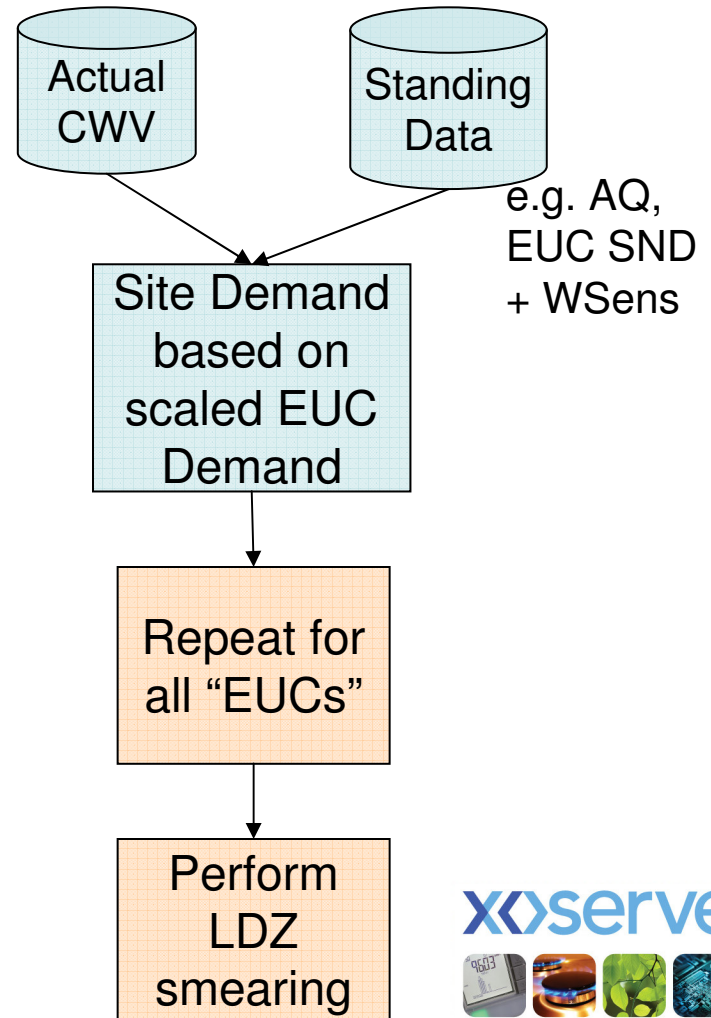 Actual
CWV
Standing
Data
e.g. AQ,
EUC SND
+ WSens
Site Demand
based on
scaled EUC
Demand
Repeat for
all “EUCs”
Perform
LDZ
smearing
xoserve
9603